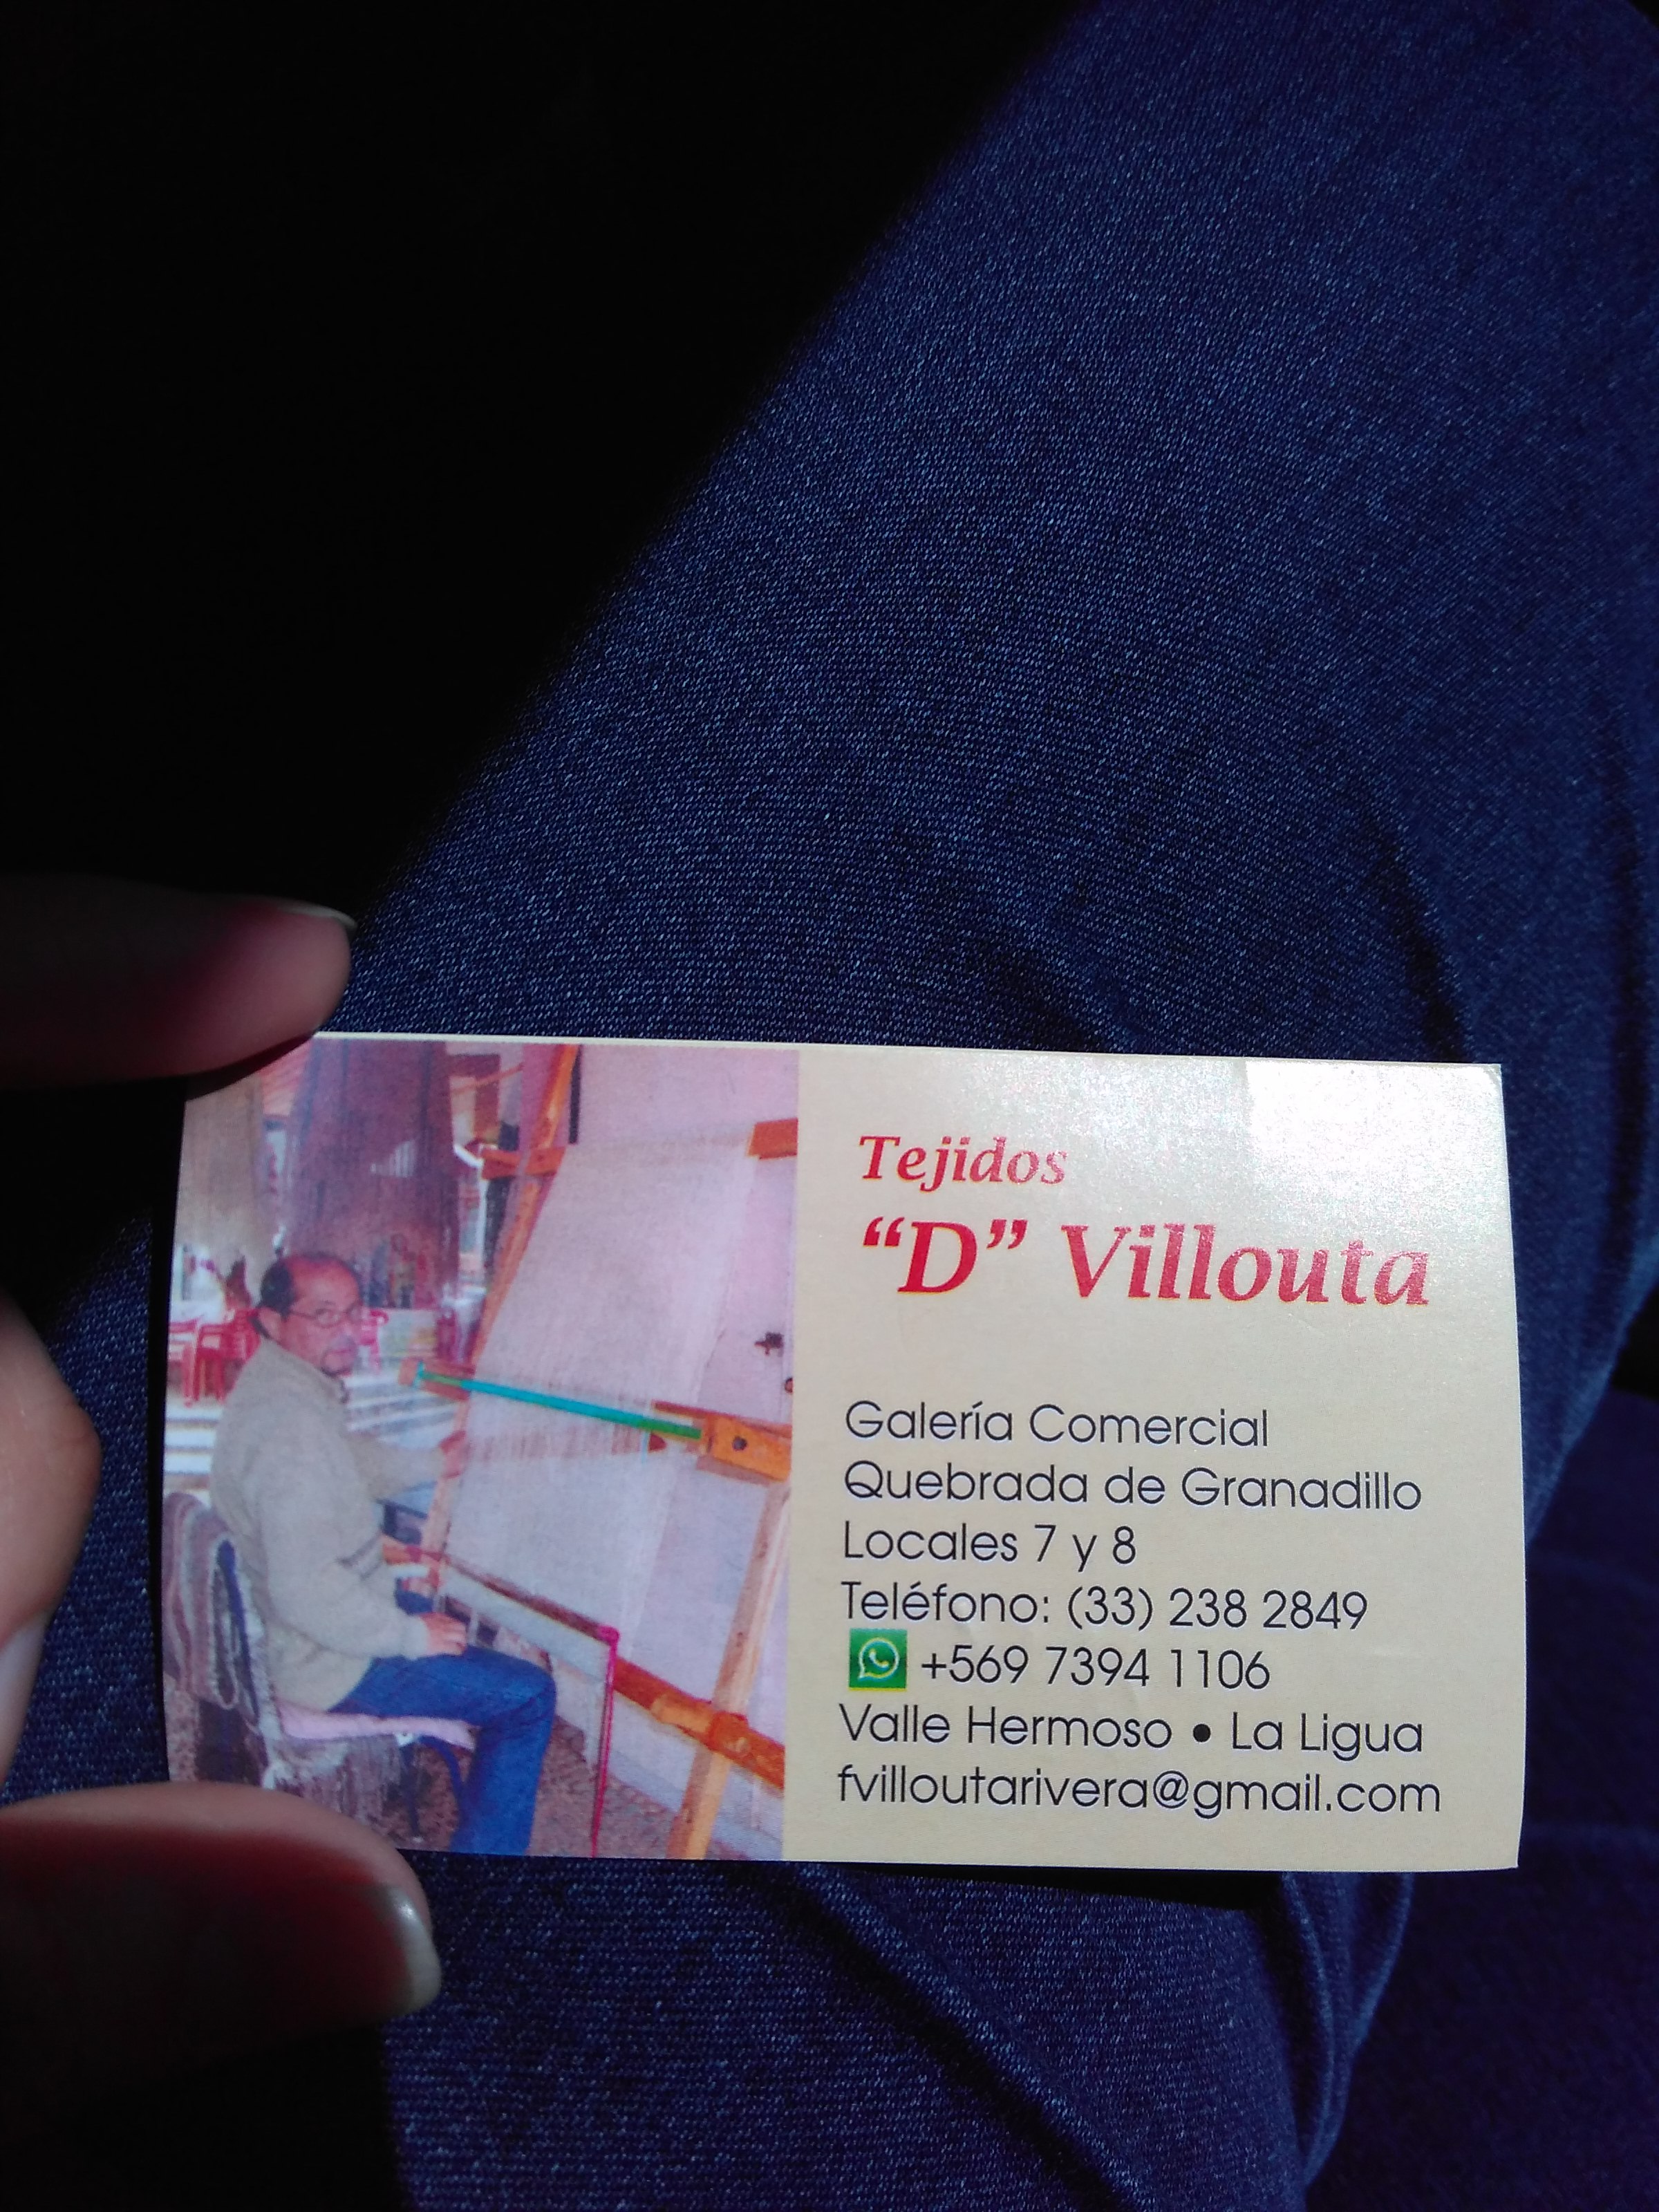 Tejidos
“D” Villouta
Galería Comercial
Quebrada de Granadillo
Locales 7 y 8
Teléfono: (33) 238 2849
+569 7394 1106
Valle Hermoso • La Ligua
fvilloutarivera@gmail.com